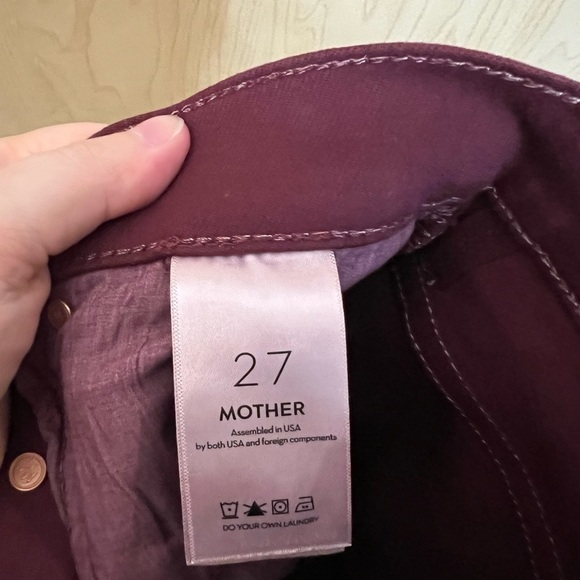 27
MOTHER
Assembled in USA
by both USA and foreign components
DO YOUR OWN LAUNDRY